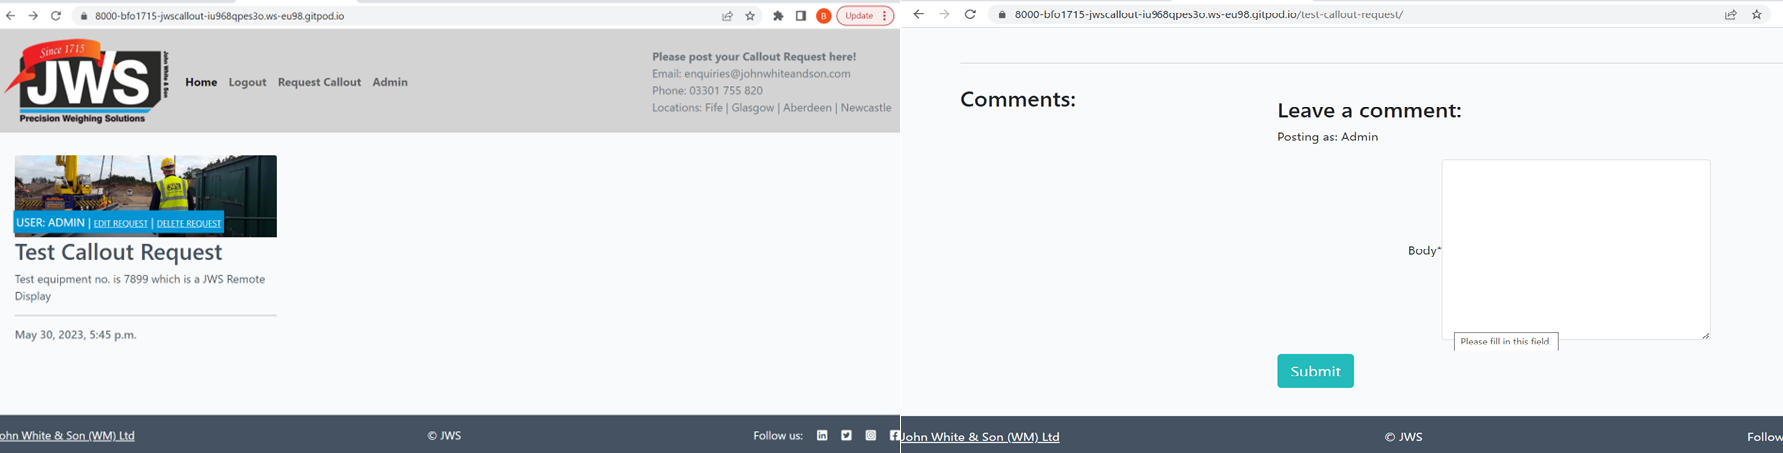 8000-bfo1715-jwscallout-iu968qpes3o.ws-eu98.gitpod.io
B
Update
Since 1715
JWS
John White & Son
Precision Weighing Solutions
Home Logout Request Callout Admin
Please post your Callout Request here!
Email: enquiries@johnwhiteandson.com
Phone: 03301 755 820
Locations: Fife | Glasgow | Aberdeen | Newcastle
USER: ADMIN | EDIT REQUEST | DELETE REQUEST
Test Callout Request
Test equipment no. is 7899 which is a JWS Remote
Display
May 30, 2023, 5:45 p.m.
ohn White & Son (WM) Ltd
© JWS
Follow us:
8000-bfo1715-jwscallout-iu968qpes3o.ws-eu98.gitpod.io/test-callout-request/
Comments:
Leave a comment:
Posting as: Admin
Body*
Please fill in this field.
Submit
John White & Son (WM) Ltd
© JWS
Follow